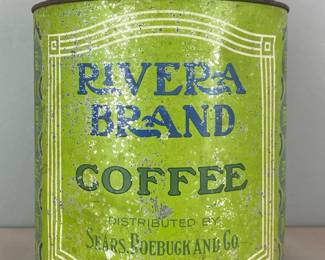 RIVERA
BRAND
COFFEE
DISTRIBUTED BY
SEARS, ROEBUCK AND CO.